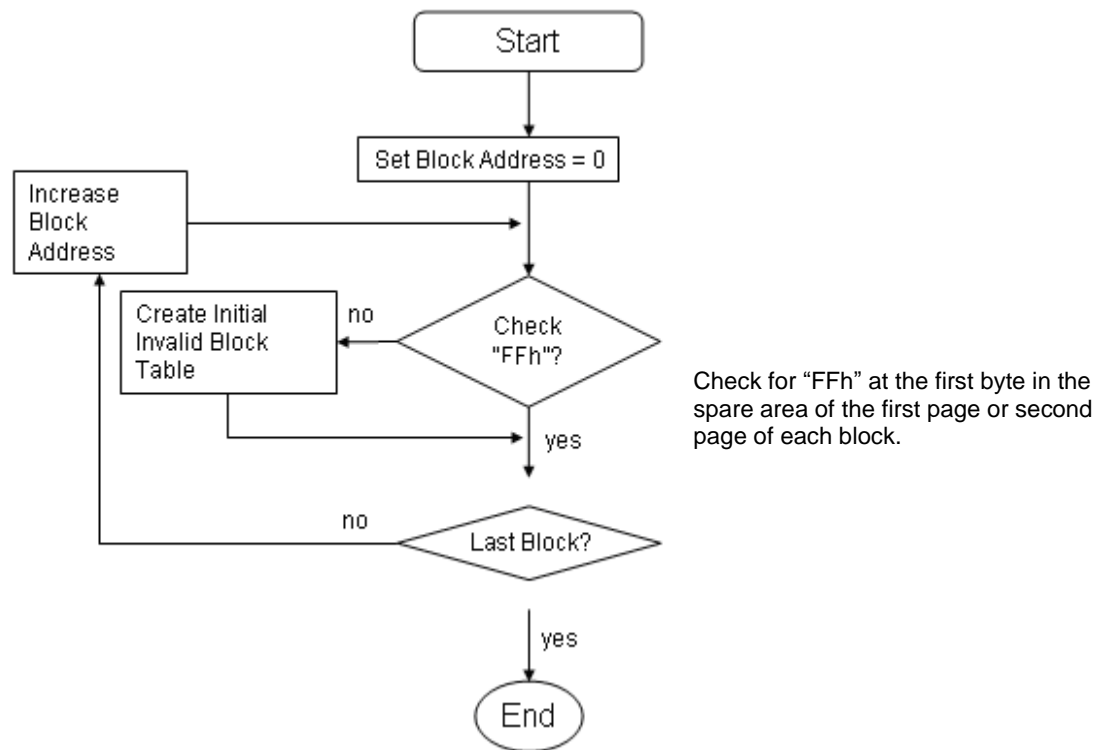 Start
Set Block Address = 0
Increase
Block
Address
Create Initial
Invalid Block
Table
no
Check
"FFh"?
Check for “FFh” at the first byte in the
spare area of the first page or second
page of each block.
yes
no
Last Block?
yes
End